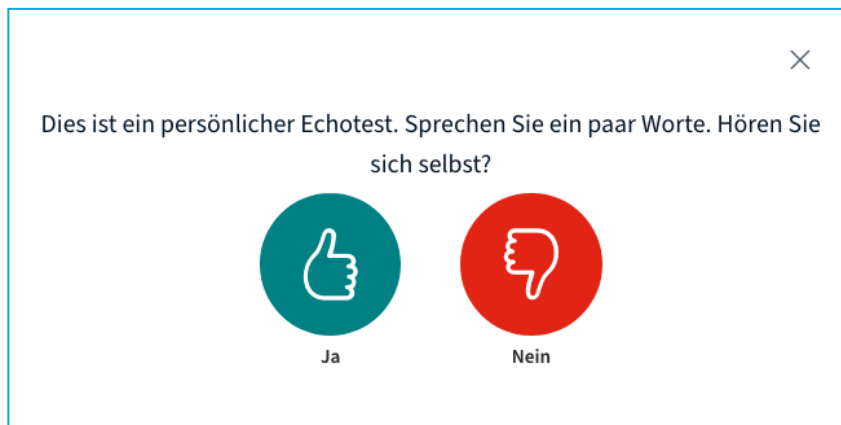 Dies ist ein persönlicher Echotest. Sprechen Sie ein paar Worte. Hören Sie
sich selbst?
Ja
Nein